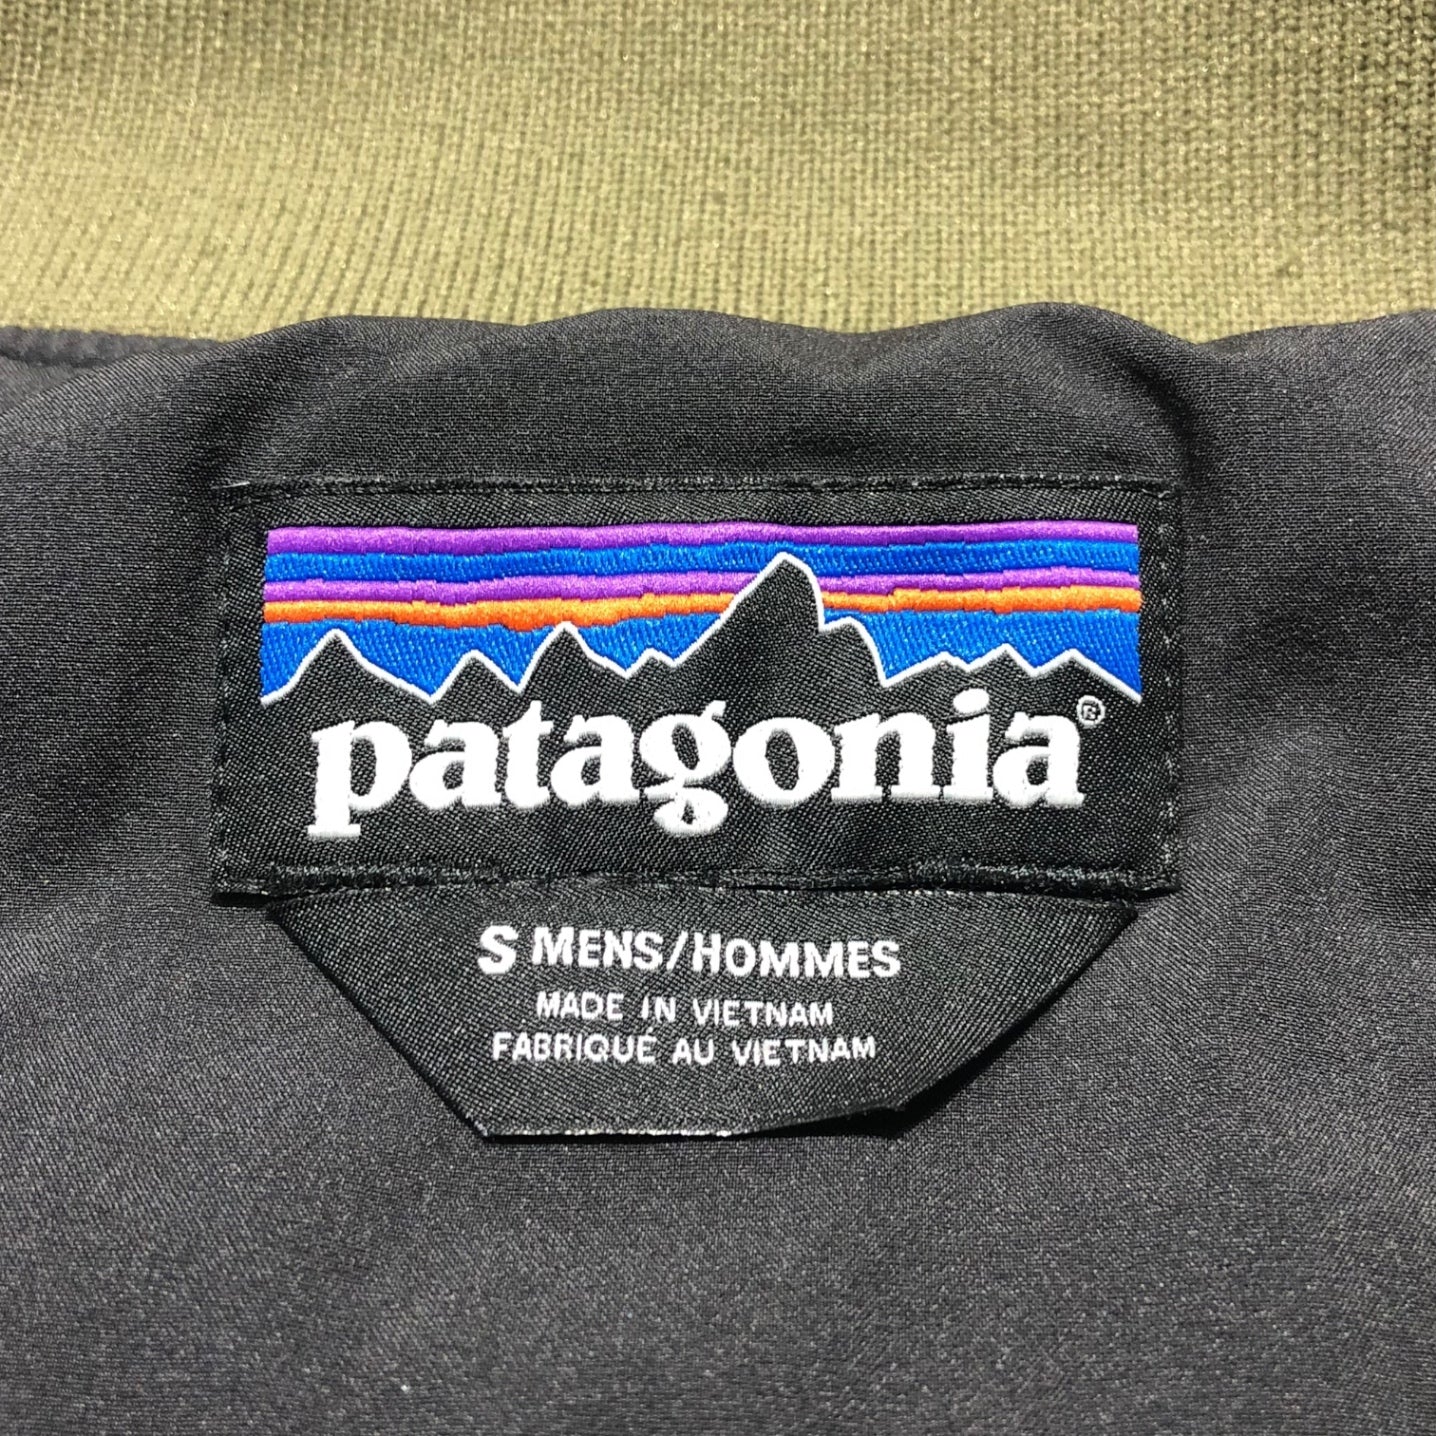 patagonia®
S MENS/HOMMES
MADE IN VIETNAM
FABRIQUÉ AU VIETNAM